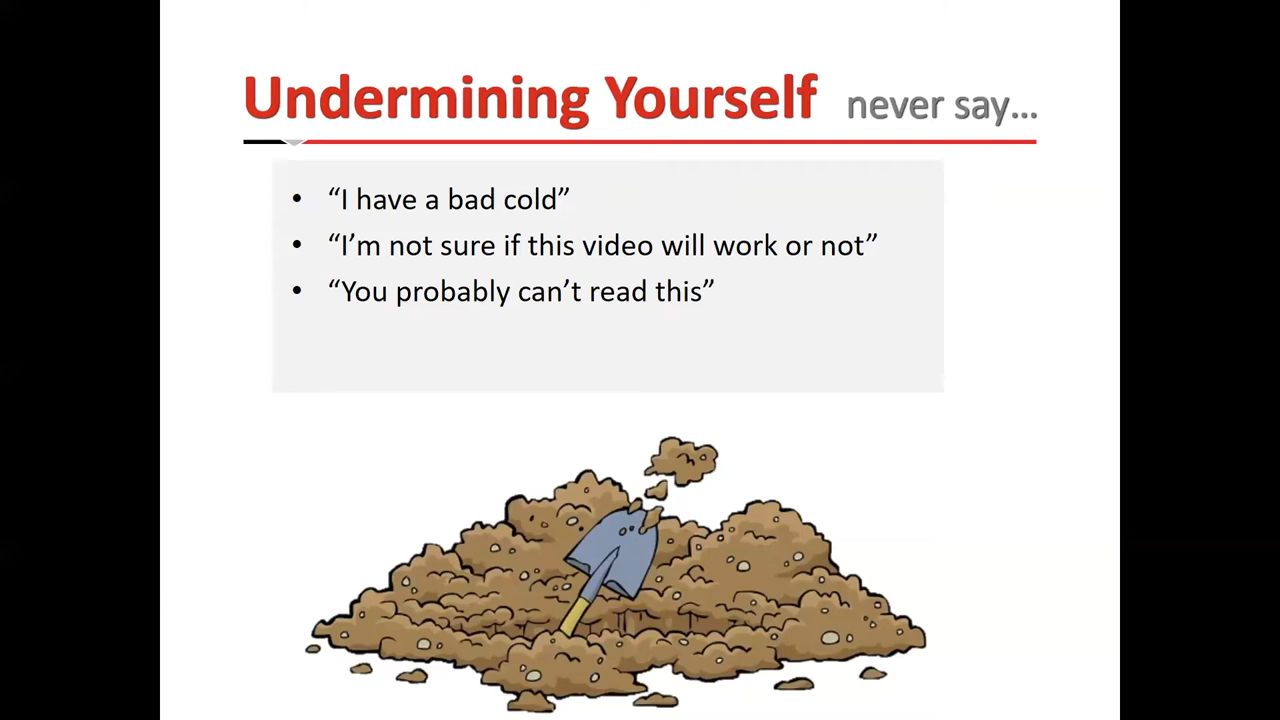 Undermining Yourself never say…
• “I have a bad cold”
• “I’m not sure if this video will work or not”
• “You probably can’t read this”